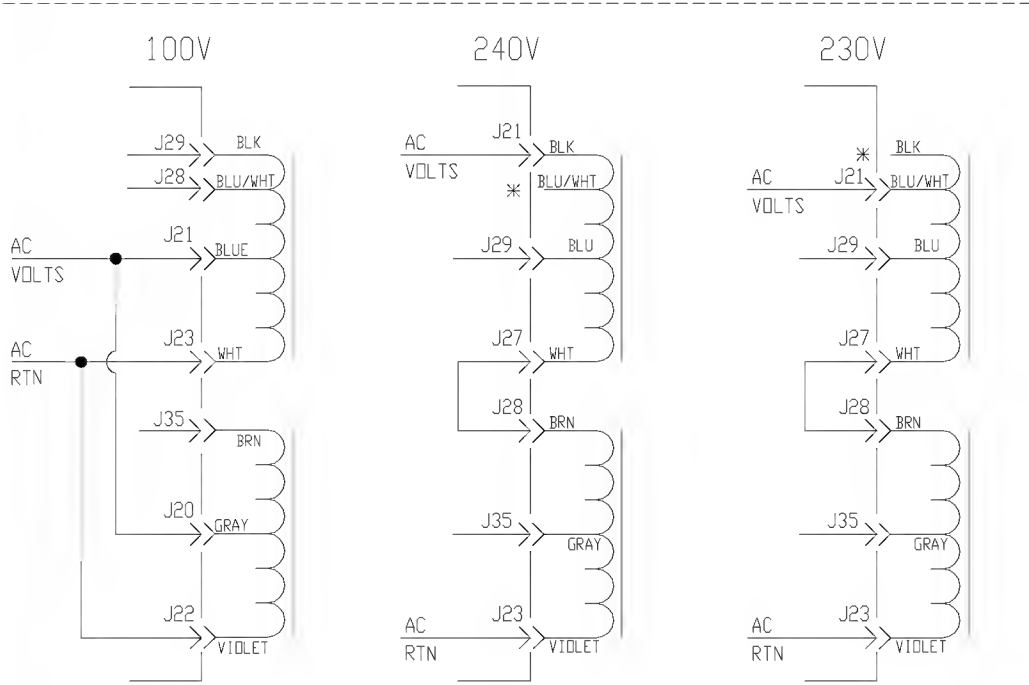 100V
J29 BLK
J28 BLU/WHT
J21 BLUE
AC
VOLTS
J23 WHT
AC
RTN
J35 BRN
J20 GRAY
J22 VIOLET
240V
AC
VOLTS
J21 BLK
* BLU/WHT
J29 BLU
J27 WHT
J28 BRN
J35 GRAY
AC
RTN
J23 VIOLET
230V
* BLK
AC
VOLTS
J21 BLU/WHT
J29 BLU
J27 WHT
J28 BRN
J35 GRAY
AC
RTN
J23 VIOLET